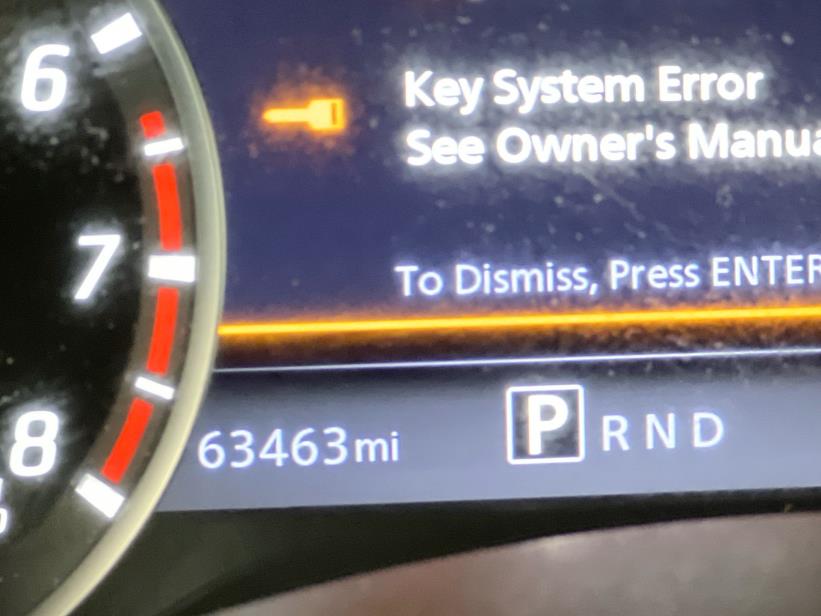 6
Key System Error
See Owner's Manua
7
To Dismiss, Press ENTER
8
63463mi
P R N D